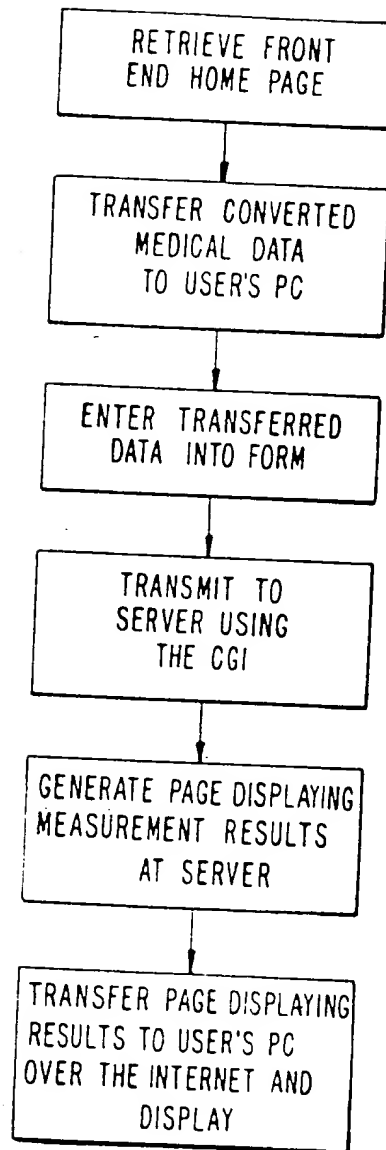 RETRIEVE FRONT
END HOME PAGE
TRANSFER CONVERTED
MEDICAL DATA
TO USER'S PC
ENTER TRANSFERRED
DATA INTO FORM
TRANSMIT TO
SERVER USING
THE CGI
GENERATE PAGE DISPLAYING
MEASUREMENT RESULTS
AT SERVER
TRANSFER PAGE DISPLAYING
RESULTS TO USER'S PC
OVER THE INTERNET AND
DISPLAY